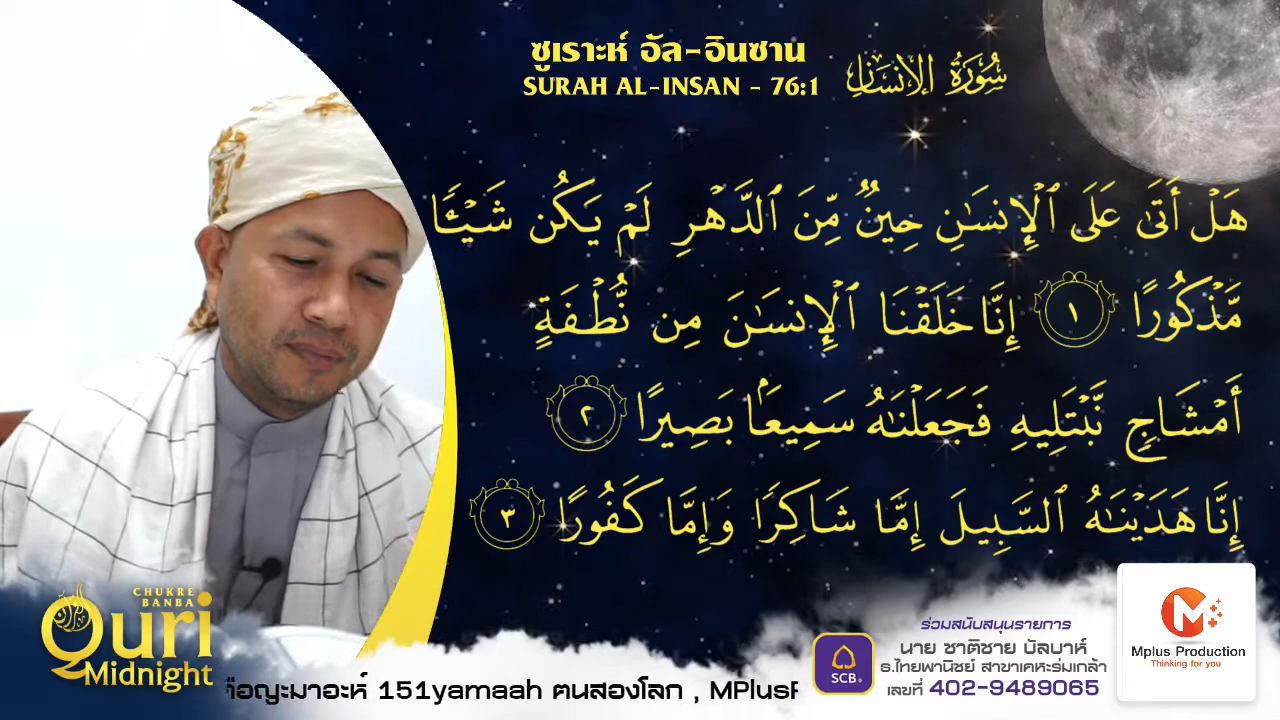 ซูเราะห์ อัล-อินซาน
SURAH AL-INSAN - 76:1
سُورَةُ الإِنسَانِ
هَلْ أَتَىٰ عَلَى ٱلْإِنسَٰنِ حِينٌ مِّنَ ٱلدَّهْرِ لَمْ يَكُن شَيْـًٔا
مَّذْكُورًا ١ إِنَّا خَلَقْنَا ٱلْإِنسَٰنَ مِن نُّطْفَةٍ
أَمْشَاجٍ نَّبْتَلِيهِ فَجَعَلْنَٰهُ سَمِيعًۢا بَصِيرًا ٢
إِنَّا هَدَيْنَٰهُ ٱلسَّبِيلَ إِمَّا شَاكِرًا وَإِمَّا كَفُورًا ٣
CHUKRE
BANBA
Quri
Midnight
ญะมาอะห์ 151yamaah ฅนสองโลก , MPlus
SCB
ร่วมสนับสนุนรายการ
นาย ชาติชาย บัลบาห์
ธ.ไทยพานิชย์ สาขาเคหะร่มเกล้า
เลขที่ 402-9489065
Mplus Production
Thinking for you